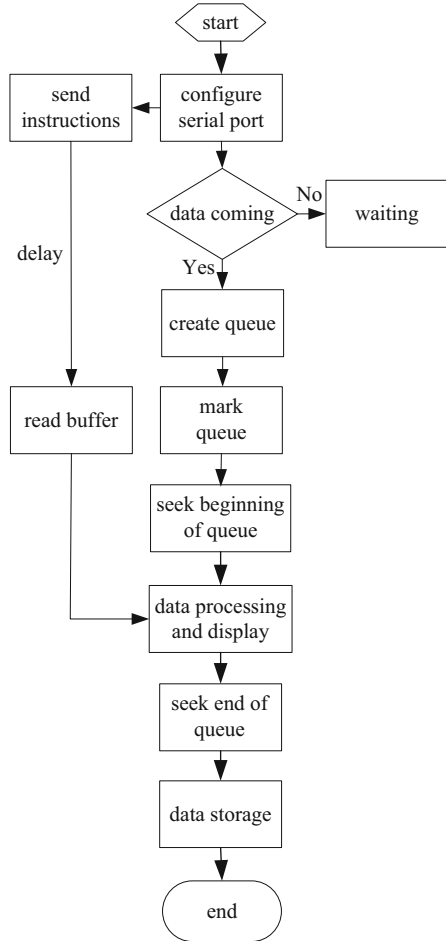 start
send
instructions
configure
serial port
data coming
No
waiting
delay
Yes
create queue
read buffer
mark
queue
seek beginning
of queue
data processing
and display
seek end of
queue
data storage
end